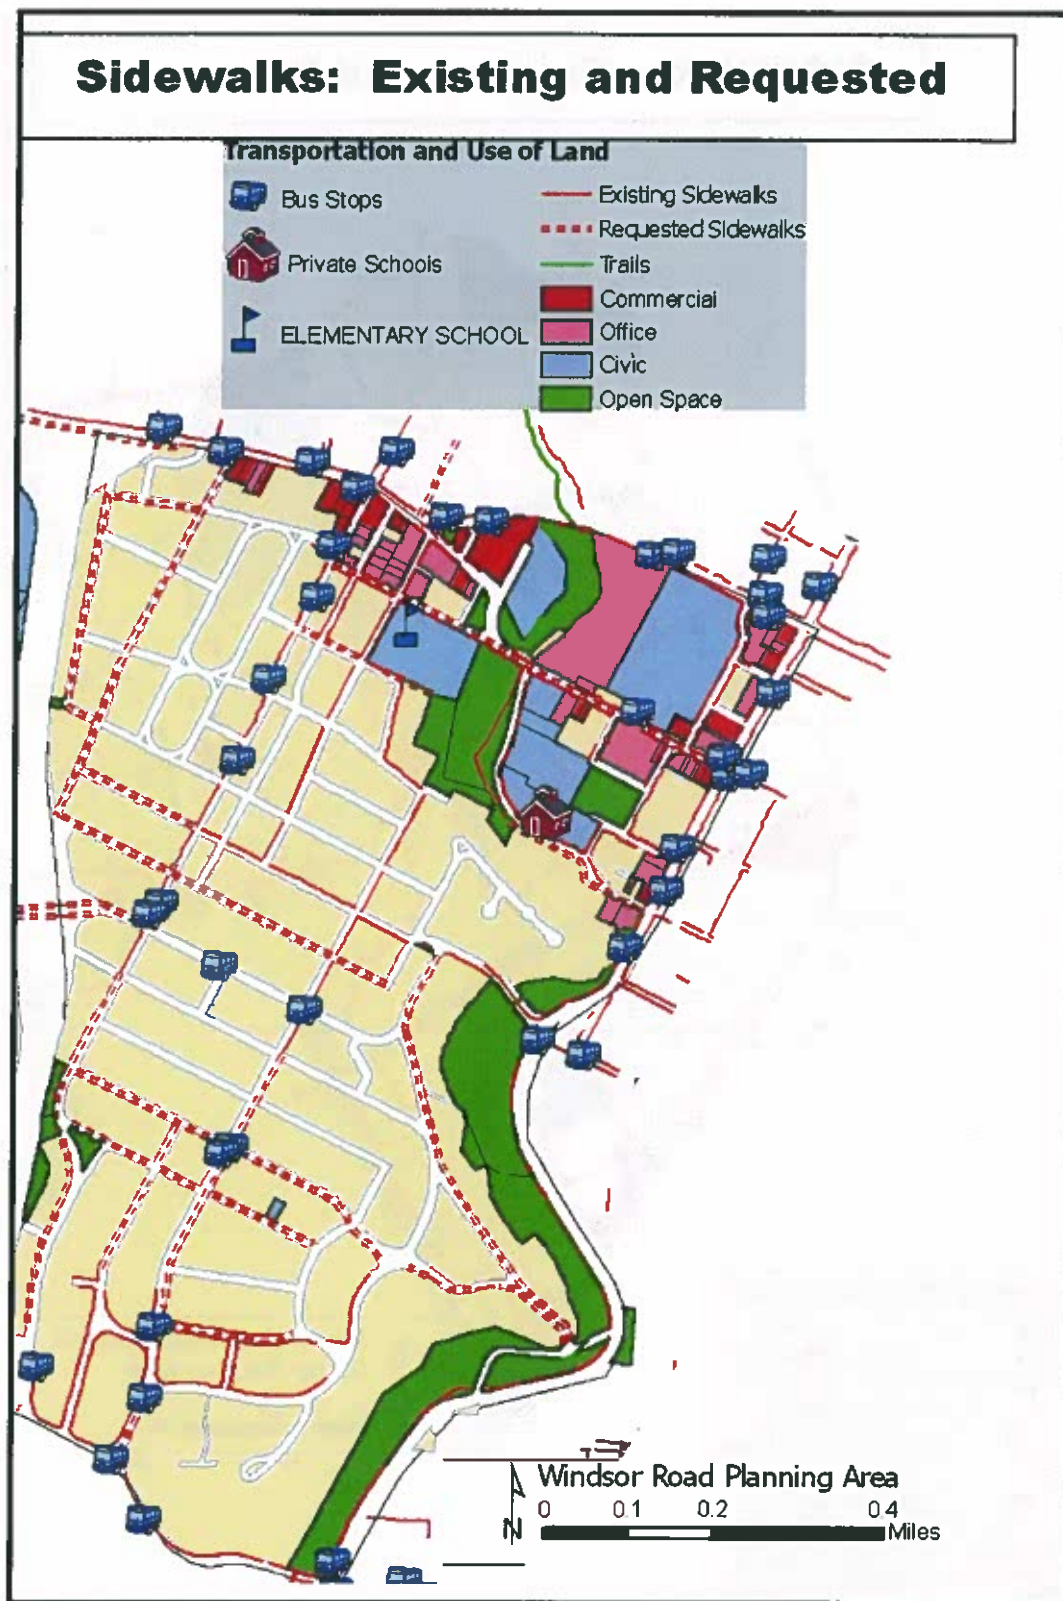 Sidewalks: Existing and Requested
Transportation and Use of Land
Bus Stops
Private Schools
ELEMENTARY SCHOOL
Existing Sidewalks
Requested Sidewalks
Trails
Commercial
Office
Civic
Open Space
Windsor Road Planning Area
0 0.1 0.2 0.4
Miles
N